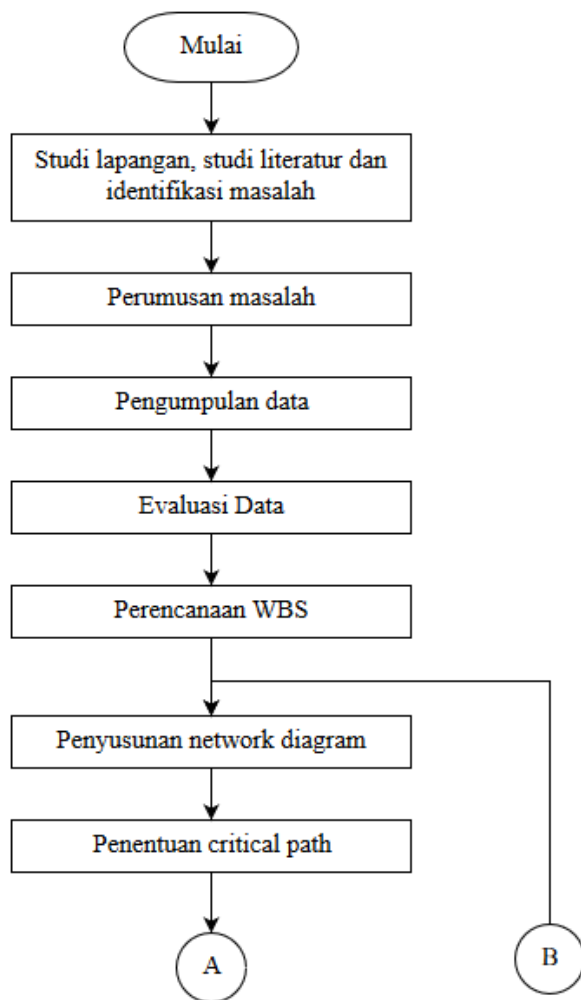 Mulai
Studi lapangan, studi literatur dan
identifikasi masalah
Perumusan masalah
Pengumpulan data
Evaluasi Data
Perencanaan WBS
Penyusunan network diagram
Penentuan critical path
A
B